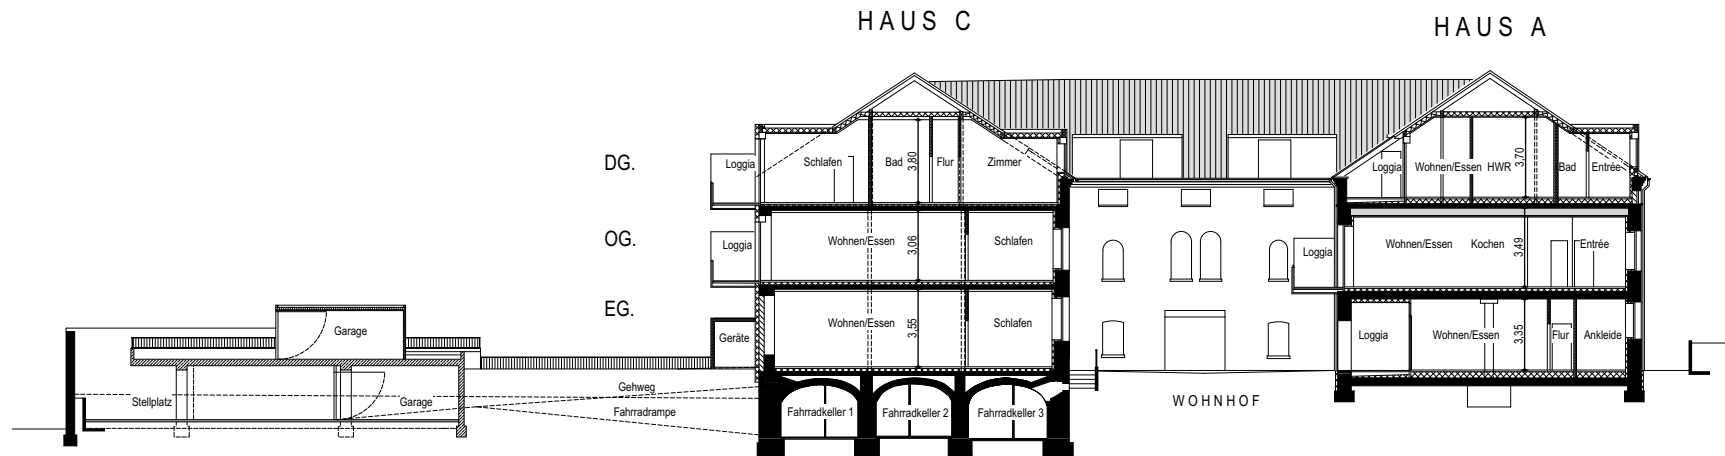 HAUS C
HAUS A
DG.
Loggia
Schlafen
Bad
3,80
Flur
Zimmer
Loggia
Wohnen/Essen
HWR
3,70
Bad
Entrée
OG.
Loggia
Wohnen/Essen
3,06
Schlafen
Loggia
Wohnen/Essen
Kochen
3,49
Entrée
EG.
Garage
Geräte
Wohnen/Essen
3,55
Schlafen
Loggia
Wohnen/Essen
3,35
Flur
Ankleide
Stellplatz
Garage
Gehweg
Fahrradrampe
Fahrradkeller 1
Fahrradkeller 2
Fahrradkeller 3
WOHNHOF